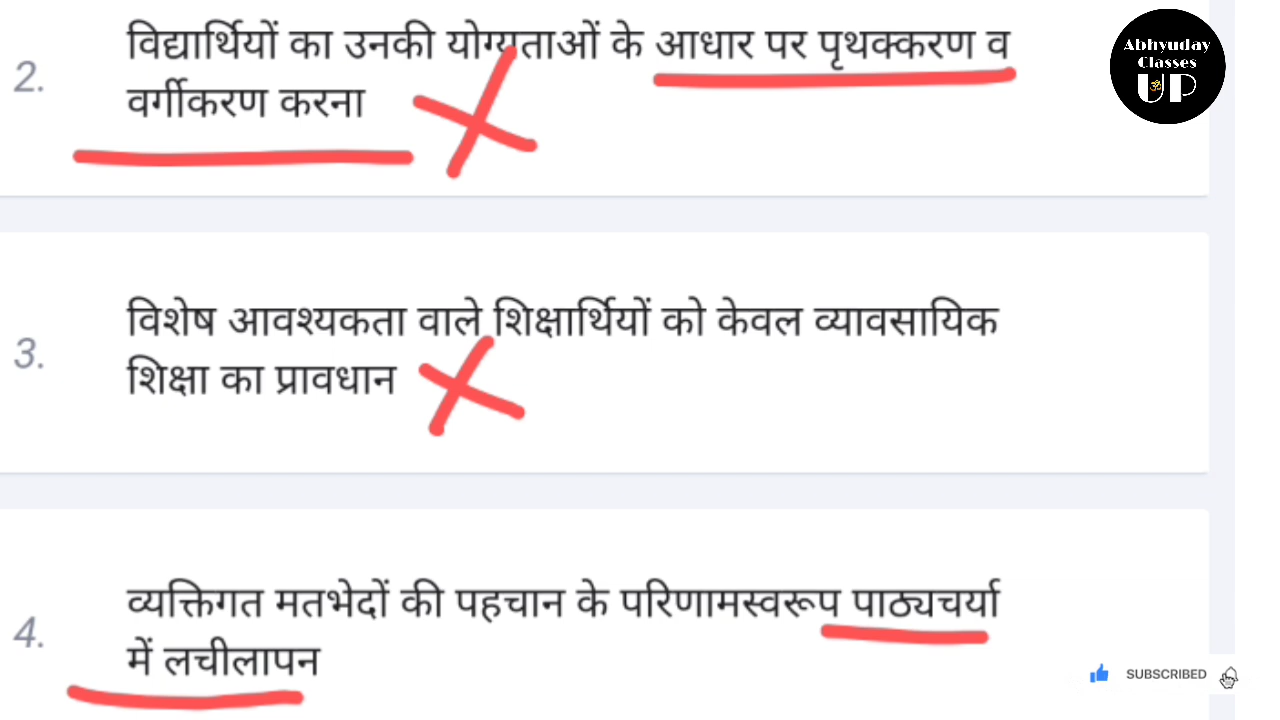 2. विद्यार्थियों का उनकी योग्यताओं के आधार पर पृथक्करण व
वर्गीकरण करना
Abhyuday
Classes
UP
3. विशेष आवश्यकता वाले शिक्षार्थियों को केवल व्यावसायिक
शिक्षा का प्रावधान
4. व्यक्तिगत मतभेदों की पहचान के परिणामस्वरूप पाठ्यचर्या
में लचीलापन
SUBSCRIBED